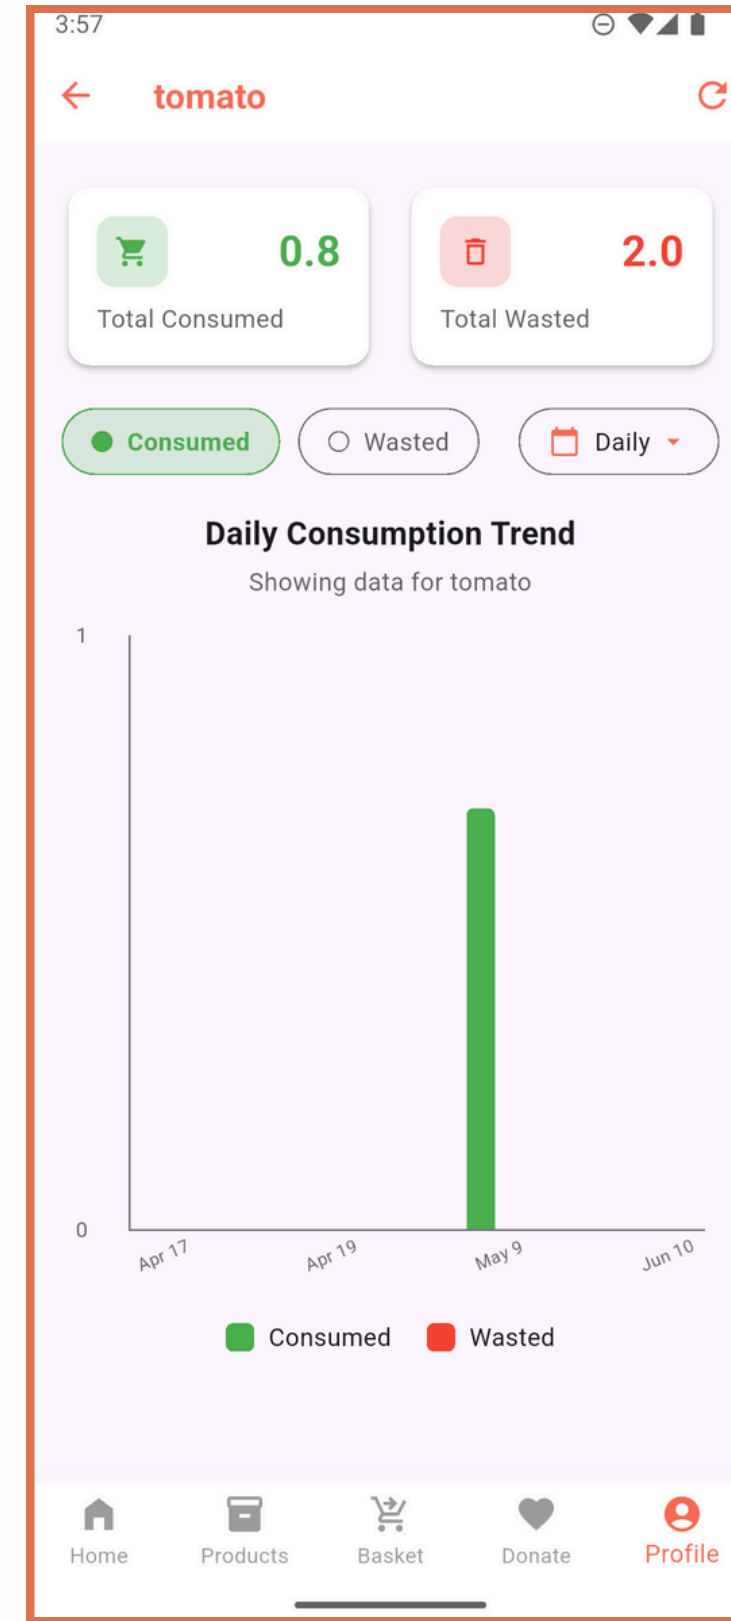 3:57
tomato
0.8
Total Consumed
2.0
Total Wasted
Consumed
Wasted
Daily
Daily Consumption Trend
Showing data for tomato
1
0
Apr 17
Apr 19
May 9
Jun 10
Consumed
Wasted
Home
Products
Basket
Donate
Profile